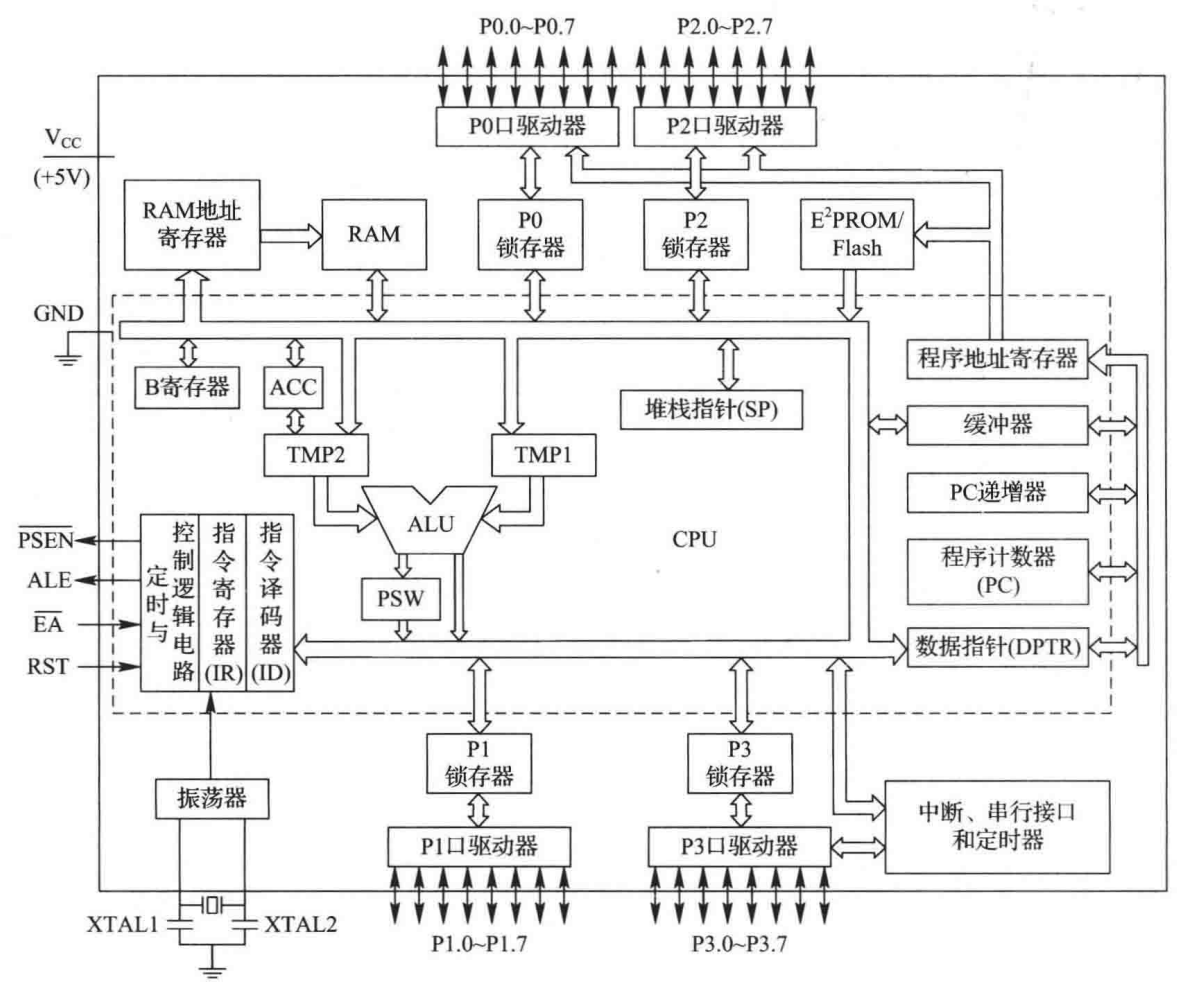 P0.0~P0.7
P2.0~P2.7
P0口驱动器
P2口驱动器
VCC
(+5V)
RAM地址
寄存器
RAM
P0
锁存器
P2
锁存器
E²PROM/
Flash
GND
B寄存器
ACC
堆栈指针(SP)
程序地址寄存器
缓冲器
TMP2
TMP1
PC递增器
ALU
CPU
PSEN
ALE
EA
RST
定时与
控制逻辑电路
指令寄存器(IR)
指令译码器(ID)
PSW
程序计数器
(PC)
数据指针(DPTR)
P1
锁存器
P3
锁存器
振荡器
中断、串行接口
和定时器
P1口驱动器
P3口驱动器
XTAL1
XTAL2
P1.0~P1.7
P3.0~P3.7